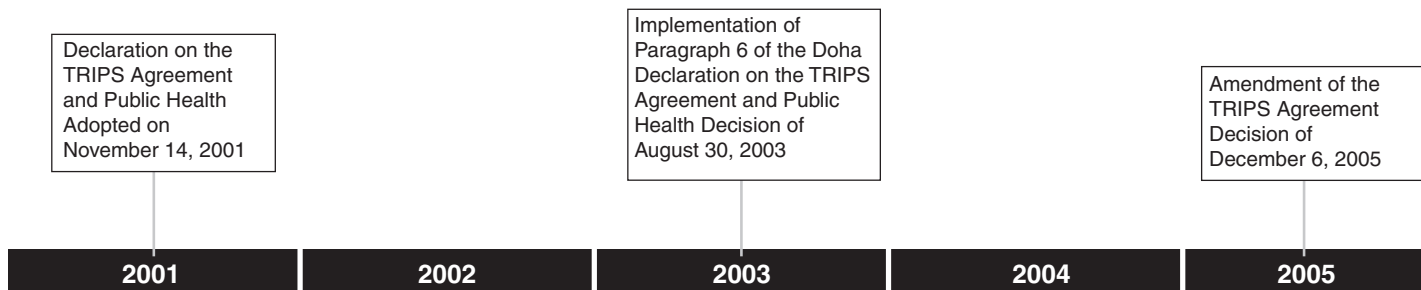 Declaration on the
TRIPS Agreement
and Public Health
Adopted on
November 14, 2001
Implementation of
Paragraph 6 of the Doha
Declaration on the TRIPS
Agreement and Public
Health Decision of
August 30, 2003
Amendment of the
TRIPS Agreement
Decision of
December 6, 2005
2001
2002
2003
2004
2005